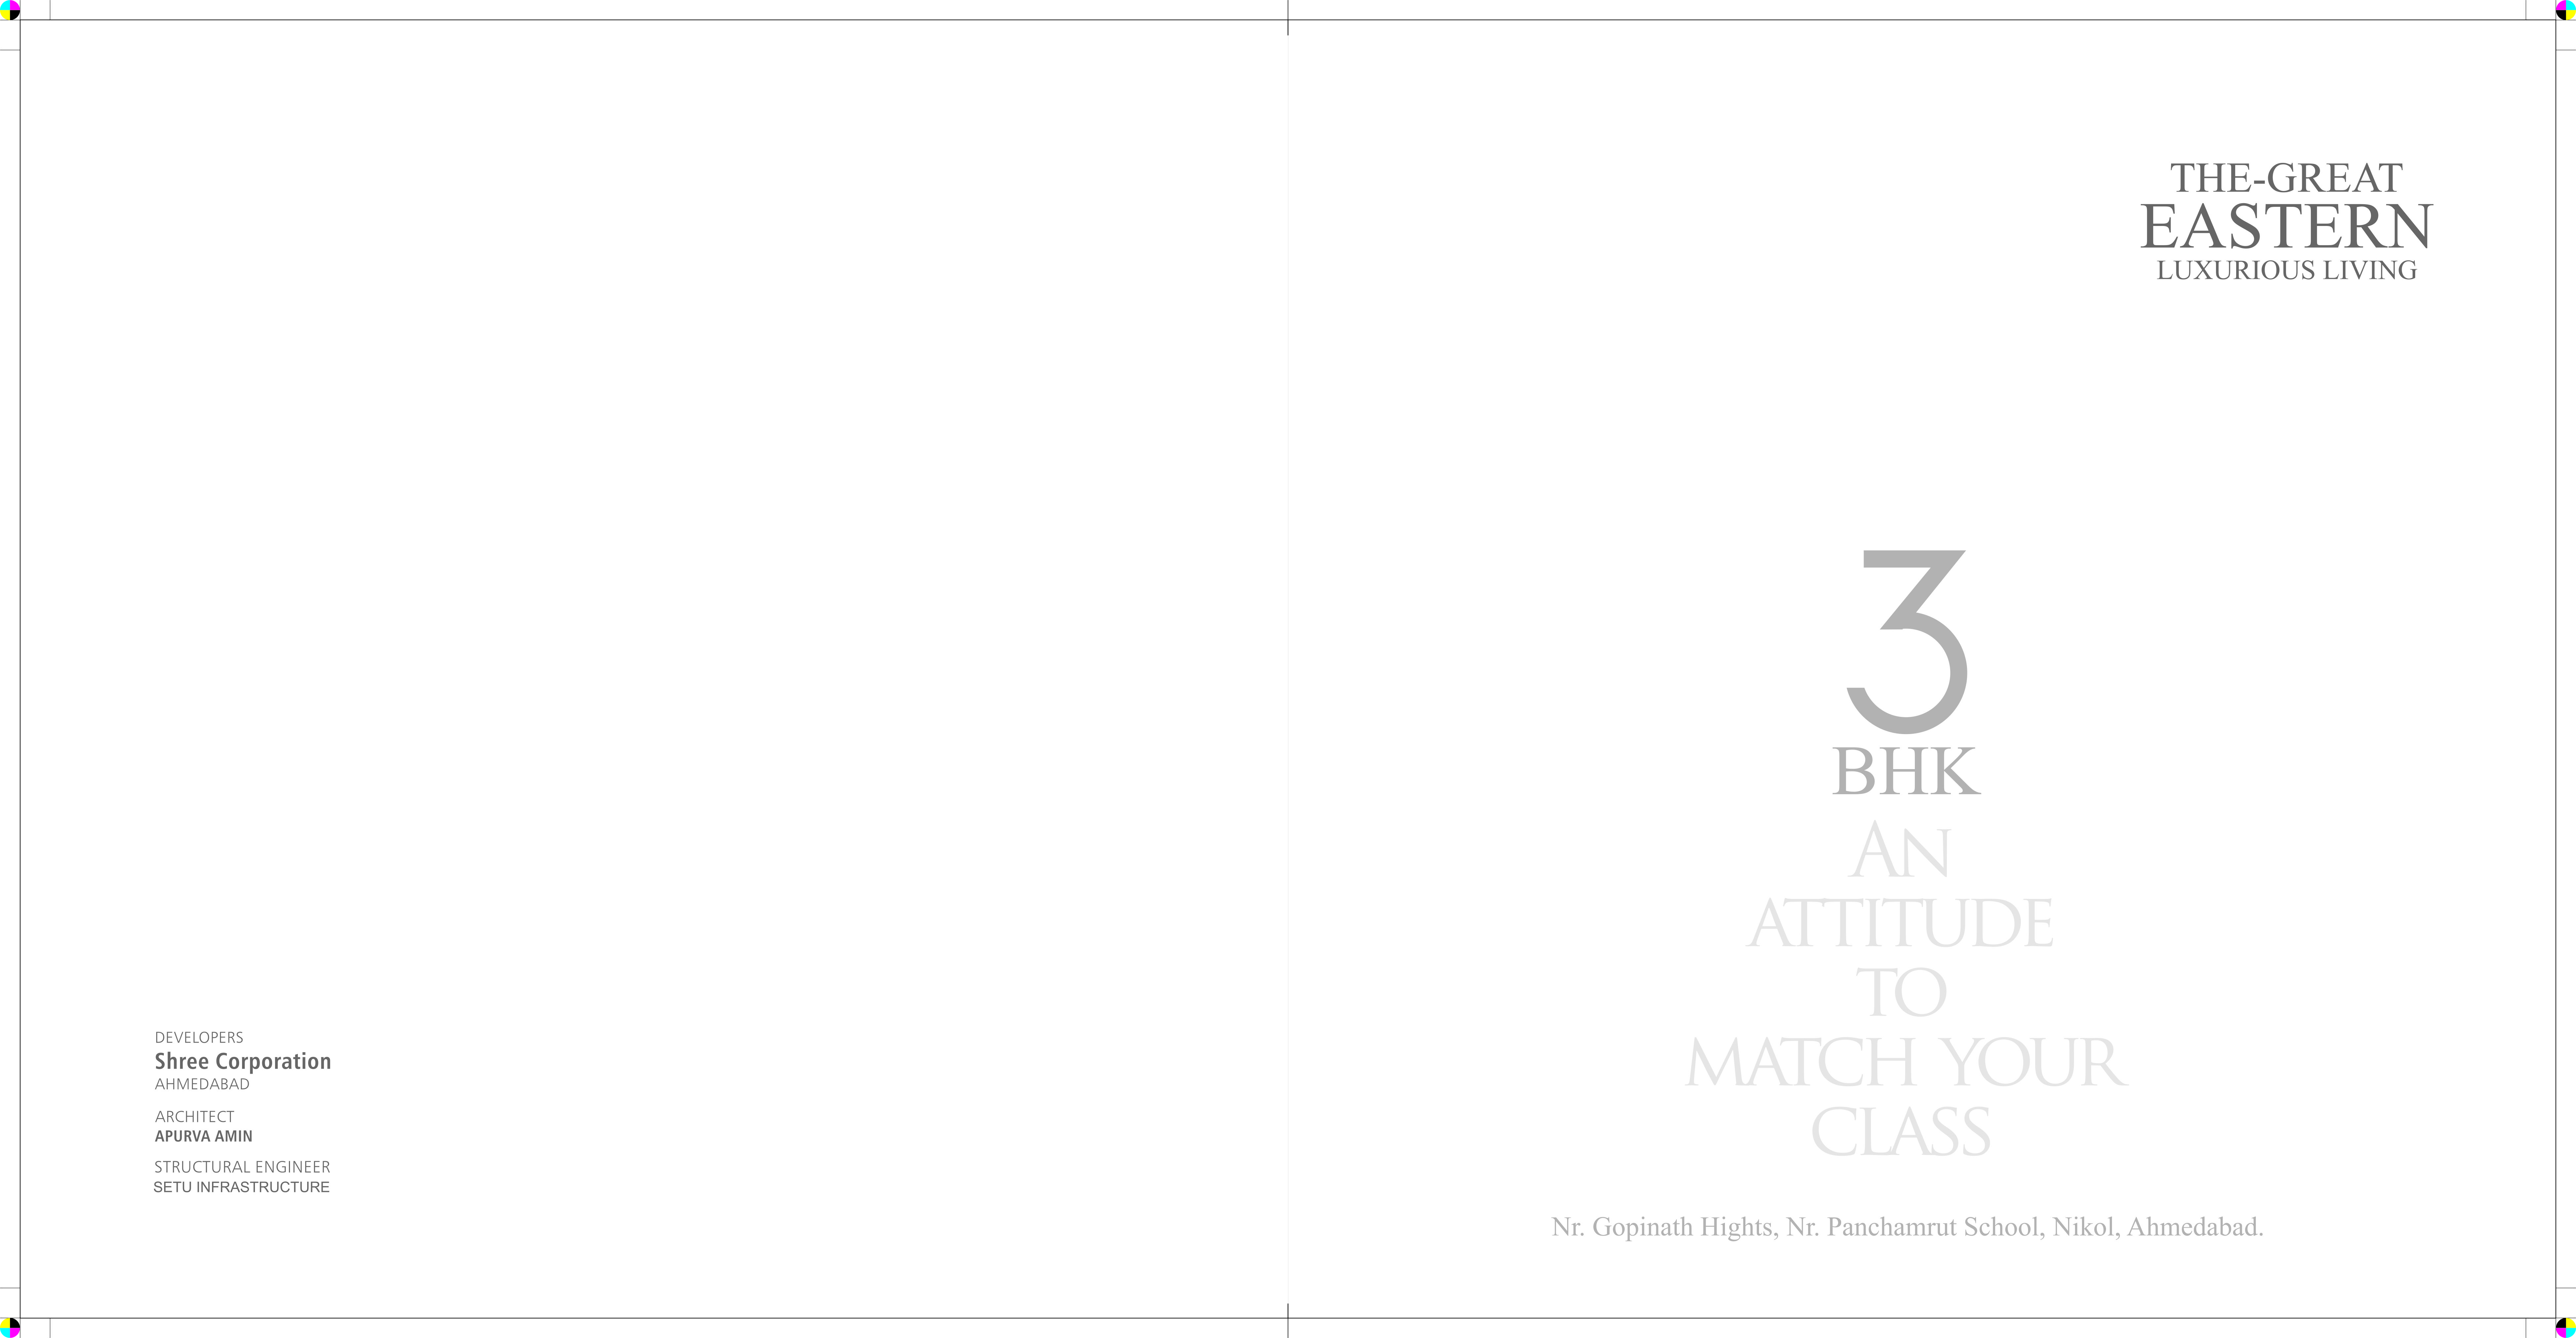 DEVELOPERS
Shree Corporation
AHMEDABAD
ARCHITECT
APURVA AMIN
STRUCTURAL ENGINEER
SETU INFRASTRUCTURE
THE-GREAT
EASTERN
LUXURIOUS LIVING
3
BHK
AN
ATTITUDE
TO
MATCH YOUR
CLASS
Nr. Gopinath Hights, Nr. Panchamrut School, Nikol, Ahmedabad.